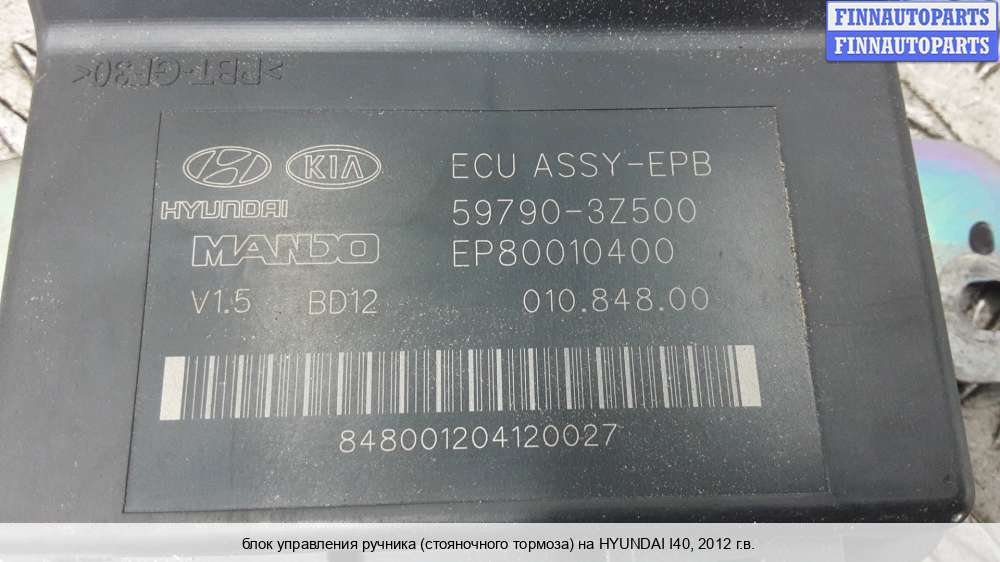 FINNAUTOPARTS
FINNAUTOPARTS
>PBT-GF30<
KIA
ECU ASSY-EPB
HYUNDAI
59790-3Z500
MANDO
EP80010400
V1.5 BD12 010.848.00
848001204120027
блок управления ручника (стояночного тормоза) на HYUNDAI I40, 2012 г.в.